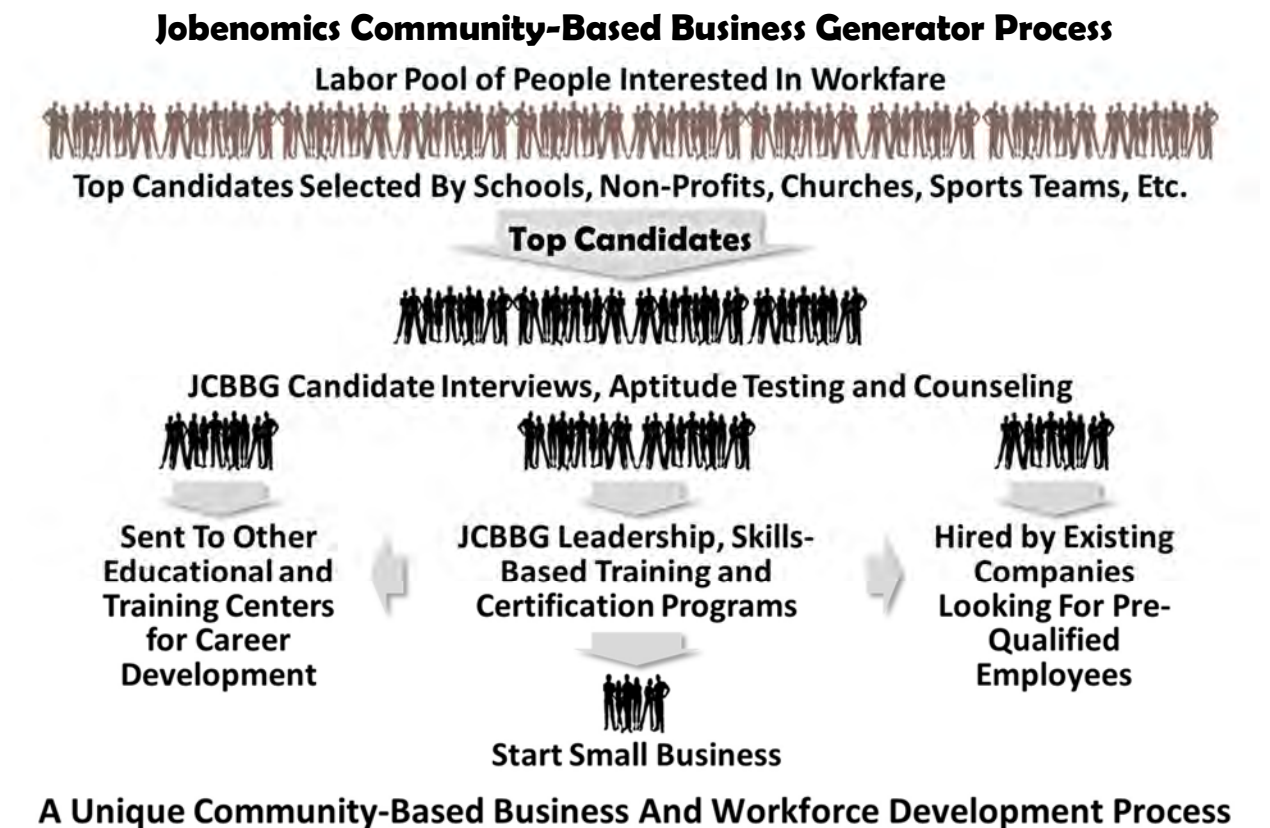 Jobenomics Community-Based Business Generator Process
Labor Pool of People Interested In Workfare
Top Candidates Selected By Schools, Non-Profits, Churches, Sports Teams, Etc.
Top Candidates
JCBBG Candidate Interviews, Aptitude Testing and Counseling
Sent To Other
Educational and
Training Centers
for Career
Development
JCBBG Leadership, Skills-
Based Training and
Certification Programs
Hired by Existing
Companies
Looking For Pre-
Qualified
Employees
Start Small Business
A Unique Community-Based Business And Workforce Development Process